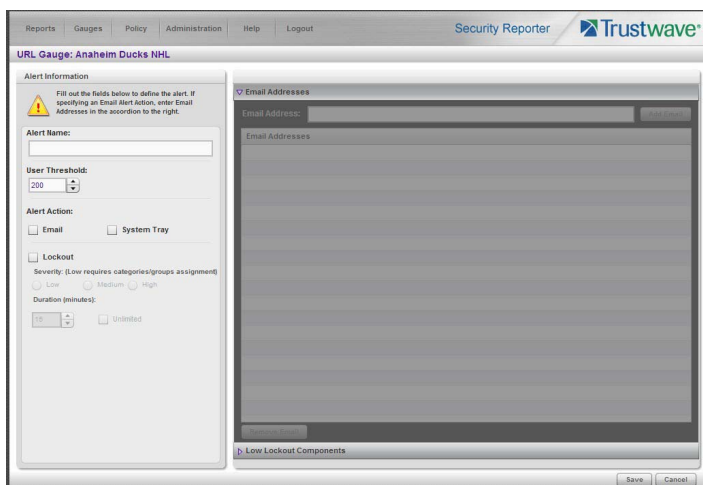 Reports Gauges Policy Administration Help Logout
Security Reporter
Trustwave®
URL Gauge: Anaheim Ducks NHL
Alert Information
Fill out the fields below to define the alert. If
specifying an Email Alert Action, enter Email
Addresses in the accordion to the right.
Alert Name:
User Threshold:
200
Alert Action:
Email System Tray
Lockout
Severity: (Low requires categories/groups assignment)
Low Medium High
Duration (minutes):
Unlimited
Email Addresses
Email Address:
Add Email
Email Addresses
Remove Email
Low Lockout Components
Save Cancel